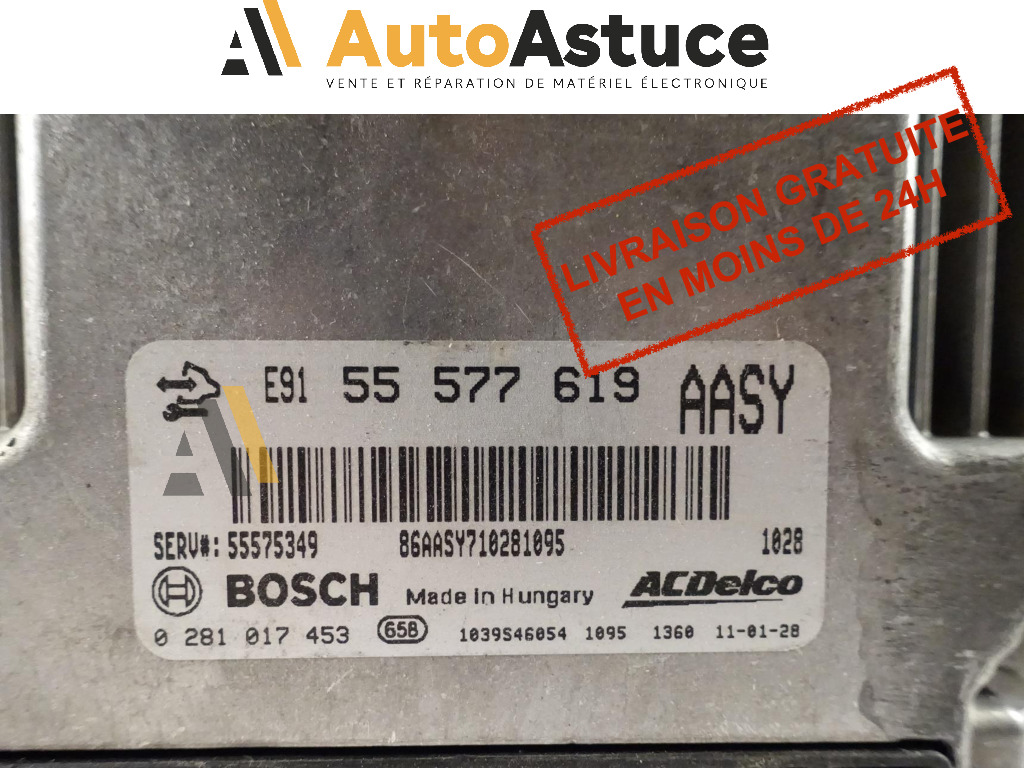 AutoAstuce
VENTE ET RÉPARATION DE MATÉRIEL ÉLECTRONIQUE
LIVRAISON GRATUITE
EN MOINS DE 24H
E91 55 577 619 AASY
SERV#: 55575349 86AASY710281095 1028
BOSCH Made in Hungary ACDelco
0 281 017 453 658 1039S46054 1095 1360 11-01-28